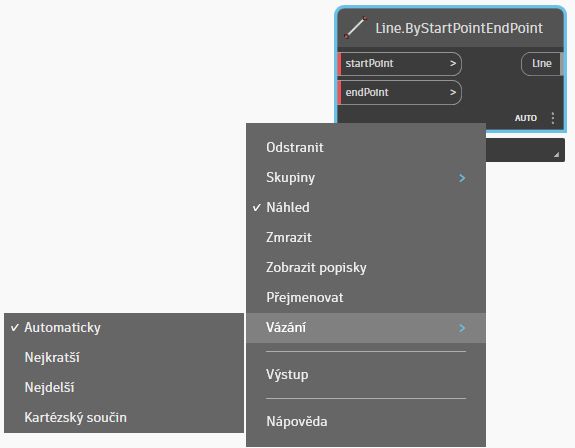 Line.ByStartPointEndPoint
startPoint > Line
endPoint >
AUTO
Odstranit
Skupiny >
✓ Náhled
Zmrazit
Zobrazit popisky
Přejmenovat
Vázání >
✓ Automaticky
Nejkratší
Nejdelší
Kartézský součin
Výstup
Nápověda